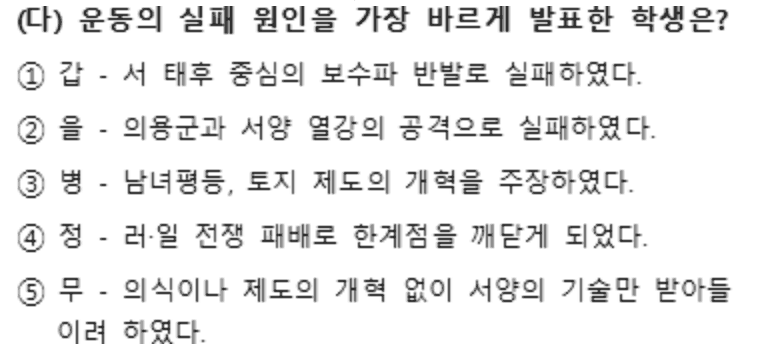 (다) 운동의 실패 원인을 가장 바르게 발표한 학생은?
① 갑 - 서 태후 중심의 보수파 반발로 실패하였다.
② 을 - 의용군과 서양 열강의 공격으로 실패하였다.
③ 병 - 남녀평등, 토지 제도의 개혁을 주장하였다.
④ 정 - 러·일 전쟁 패배로 한계점을 깨닫게 되었다.
⑤ 무 - 의식이나 제도의 개혁 없이 서양의 기술만 받아들
이려 하였다.